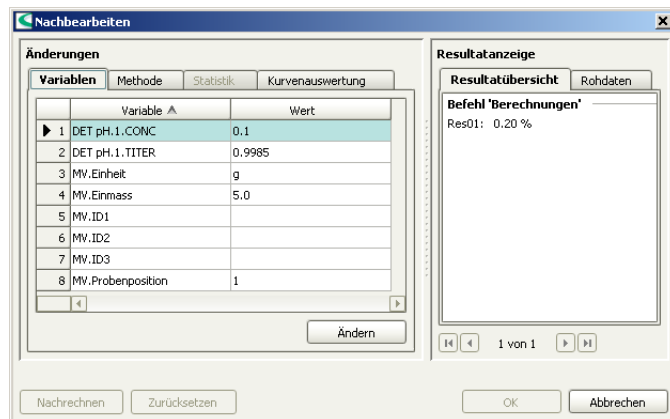 Nachbearbeiten
Änderungen
Variablen Methode Statistik Kurvenauswertung
Variable Wert
1 DET pH.1.CONC 0.1
2 DET pH.1.TITER 0.9985
3 MV.Einheit g
4 MV.Einmass 5.0
5 MV.ID1
6 MV.ID2
7 MV.ID3
8 MV.Probenposition 1
Ändern
Resultatanzeige
Resultatübersicht Rohdaten
Befehl 'Berechnungen'
Res01: 0.20 %
1 von 1
Nachrechnen Zurücksetzen OK Abbrechen